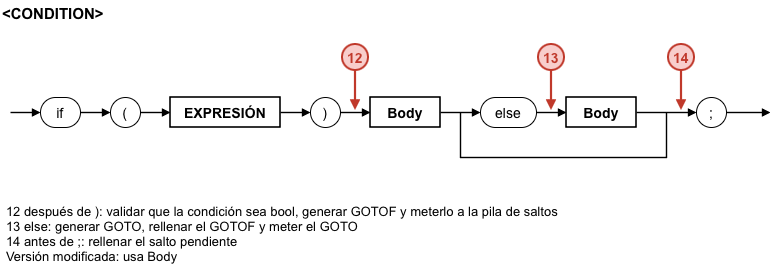 <CONDITION>
12 13 14
if ( EXPRESIÓN ) Body else Body ;
12 después de ): validar que la condición sea bool, generar GOTOF y meterlo a la pila de saltos
13 else: generar GOTO, rellenar el GOTOF y meter el GOTO
14 antes de ;: rellenar el salto pendiente
Versión modificada: usa Body